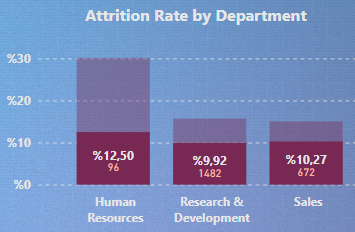 Attrition Rate by Department
%30
%20
%10
%0
%12,50
96
%9,92
1482
%10,27
672
Human
Resources
Research &
Development
Sales